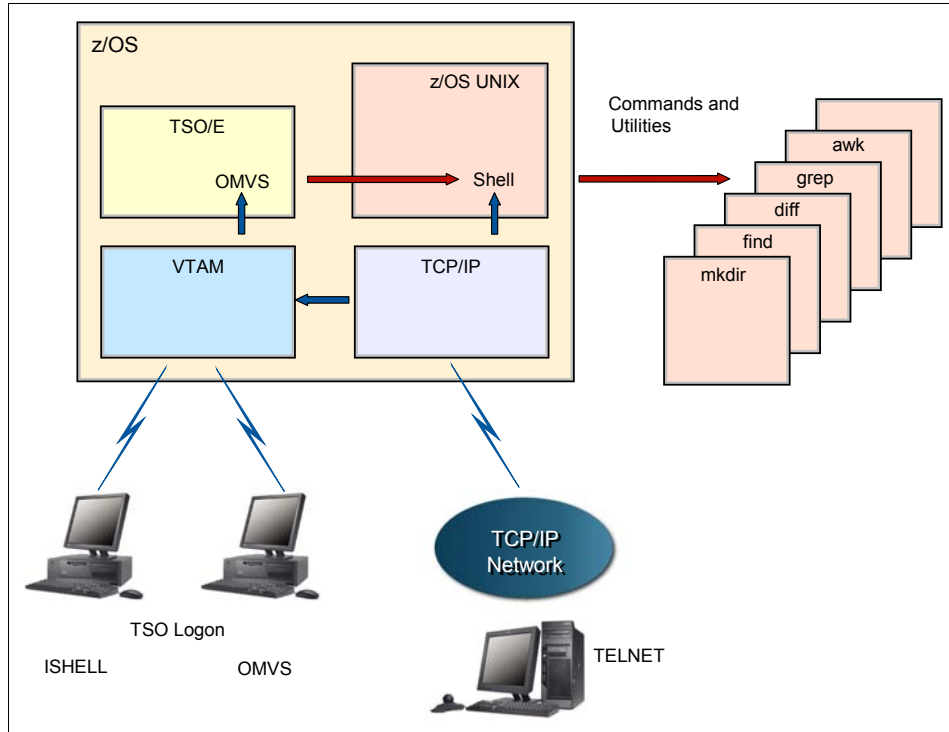 z/OS
z/OS UNIX
TSO/E
OMVS
Shell
Commands and
Utilities
awk
grep
diff
find
mkdir
VTAM
TCP/IP
TCP/IP
Network
TSO Logon
ISHELL
OMVS
TELNET